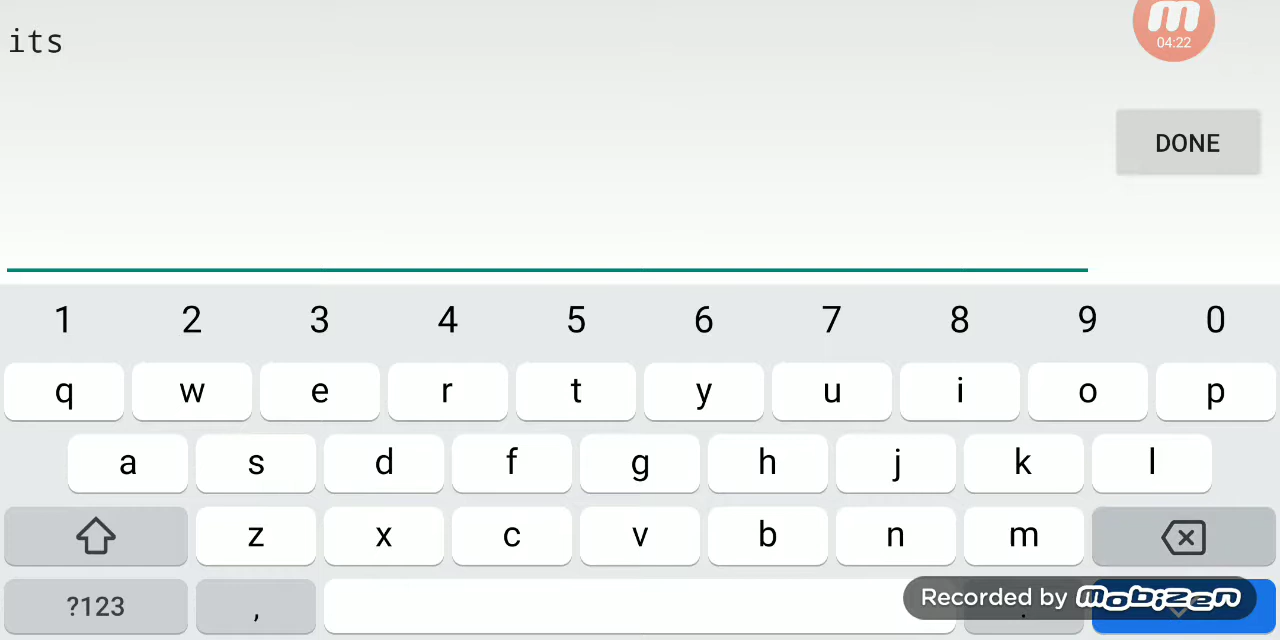 its
m
04:22
DONE
1 2 3 4 5 6 7 8 9 0
q w e r t y u i o p
a s d f g h j k l
z x c v b n m
?123 , .
Recorded by mobizen